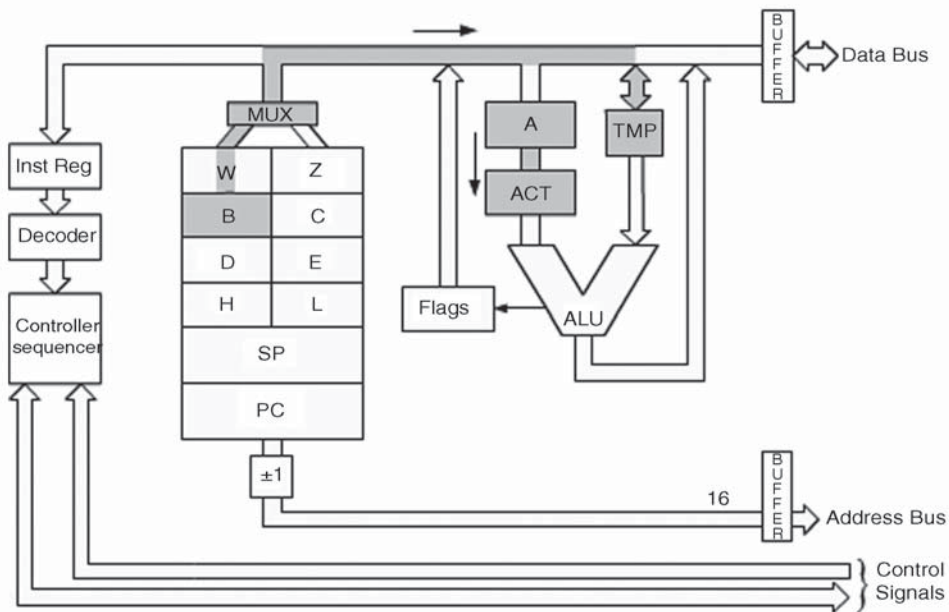 BUFFER
Data Bus
MUX
A
TMP
Inst Reg
W
Z
ACT
B
C
Decoder
D
E
H
L
Flags
ALU
Controller
sequencer
SP
PC
±1
16
BUFFER
Address Bus
Control
Signals